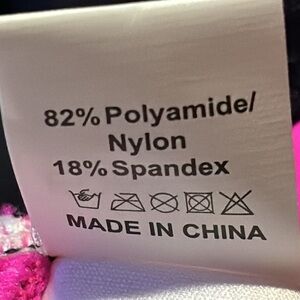 82% Polyamide/
Nylon
18% Spandex
MADE IN CHINA